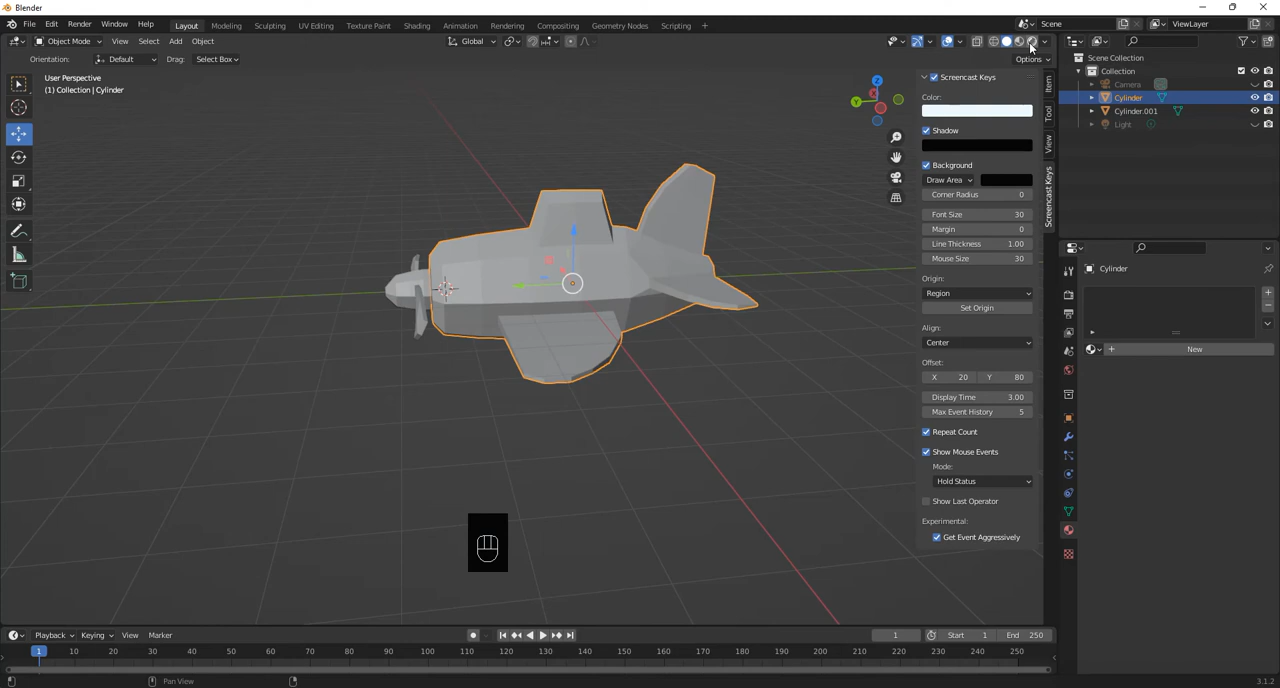 Blender
File Edit Render Window Help Layout Modeling Sculpting UV Editing Texture Paint Shading Animation Rendering Compositing Geometry Nodes Scripting + Scene ViewLayer
Object Mode View Select Add Object Global
Orientation: Default Drag: Select Box Options
User Perspective
(1) Collection | Cylinder
Z
X
Y
Screencast Keys
Color:
Shadow
Background
Draw Area
Corner Radius 0
Font Size 30
Margin 0
Line Thickness 1.00
Mouse Size 30
Origin:
Region
Set Origin
Align:
Center
Offset:
X 20 Y 80
Display Time 3.00
Max Event History 5
Repeat Count
Show Mouse Events
Mode:
Hold Status
Show Last Operator
Experimental:
Get Event Aggressively
Item
Tool
View
Screencast Keys
Scene Collection
Collection
Camera
Cylinder
Cylinder.001
Light
Cylinder
+ New
Playback Keying View Marker 1 Start 1 End 250
1 10 20 30 40 50 60 70 80 90 100 110 120 130 140 150 160 170 180 190 200 210 220 230 240 250
Pan View 3.1.2